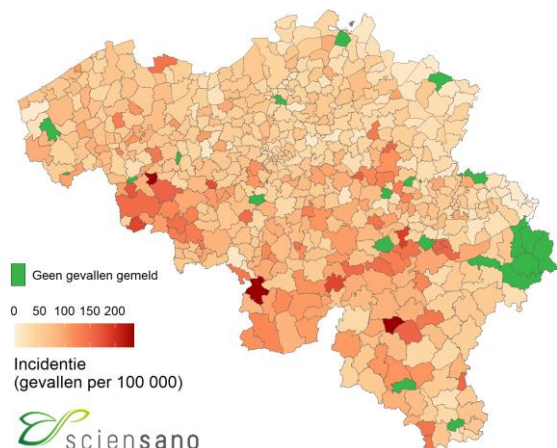 Geen gevallen gemeld
0 50 100 150 200
Incidentie
(gevallen per 100 000)
sciensano